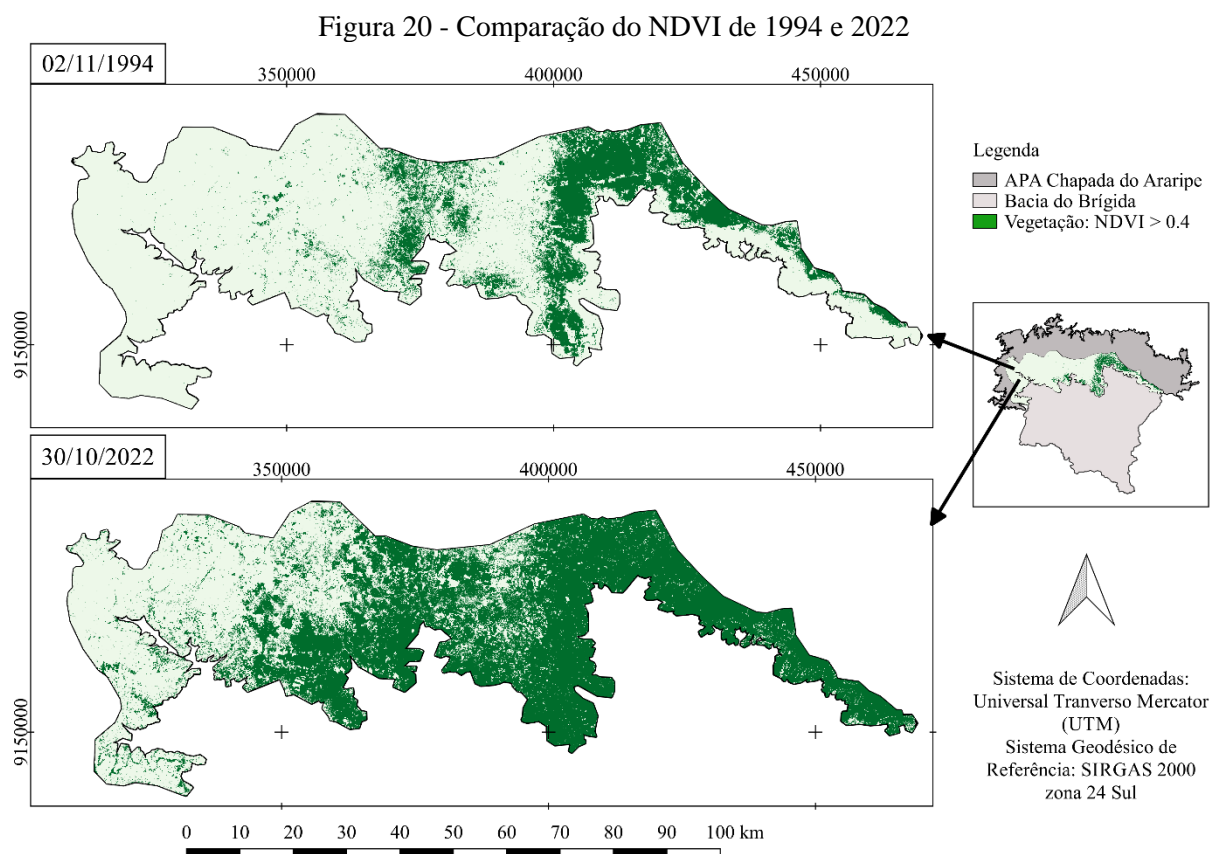 Figura 20 - Comparação do NDVI de 1994 e 2022
02/11/1994
350000
400000
450000
9150000
30/10/2022
350000
400000
450000
9150000
0 10 20 30 40 50 60 70 80 90 100 km
Legenda
APA Chapada do Araripe
Bacia do Brígida
Vegetação: NDVI > 0.4
Sistema de Coordenadas:
Universal Tranverso Mercator
(UTM)
Sistema Geodésico de
Referência: SIRGAS 2000
zona 24 Sul